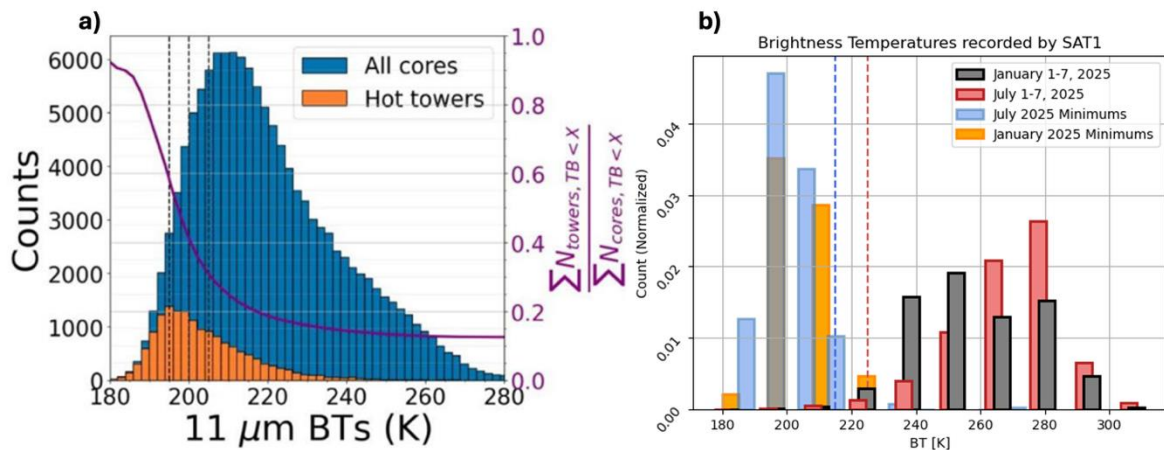 a)
6000
5000
4000
3000
2000
1000
0
Counts
180 200 220 240 260 280
11 μm BTs (K)
All cores
Hot towers
1.0
0.8
0.6
0.4
0.2
0.0
∑ N_towers, TB < X
∑ N_cores, TB < X
b)
Brightness Temperatures recorded by SAT1
January 1-7, 2025
July 1-7, 2025
July 2025 Minimums
January 2025 Minimums
0.04
0.03
0.02
0.01
0.00
Count (Normalized)
180 200 220 240 260 280 300
BT [K]